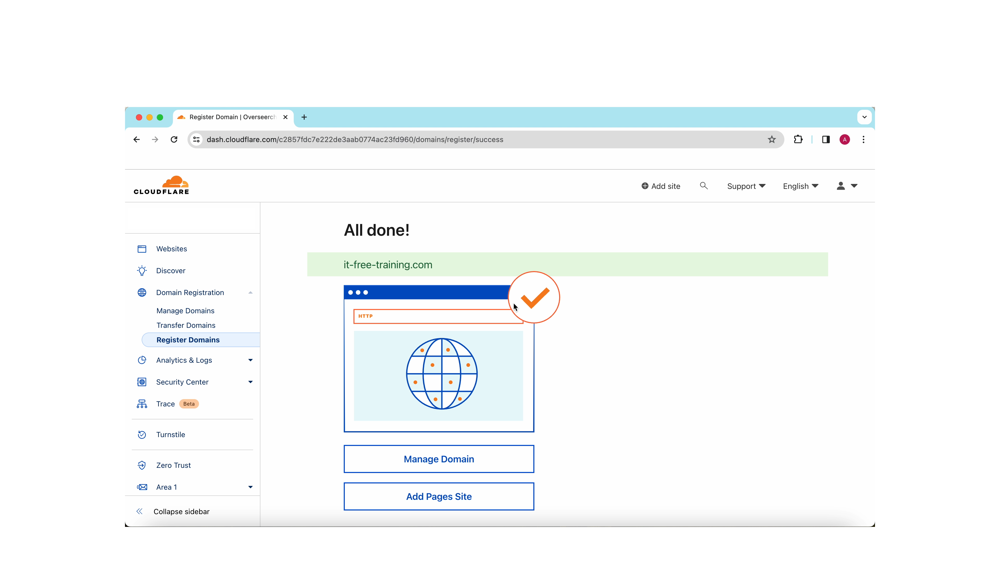 Register Domain | Overseerch
dash.cloudflare.com/c2857fdc7e222de3aab0774ac23fd960/domains/register/success
A
CLOUDFLARE
Add site
Support
English
Websites
Discover
Domain Registration
Manage Domains
Transfer Domains
Register Domains
Analytics & Logs
Security Center
Trace Beta
Turnstile
Zero Trust
Area 1
Collapse sidebar
All done!
it-free-training.com
HTTP
Manage Domain
Add Pages Site